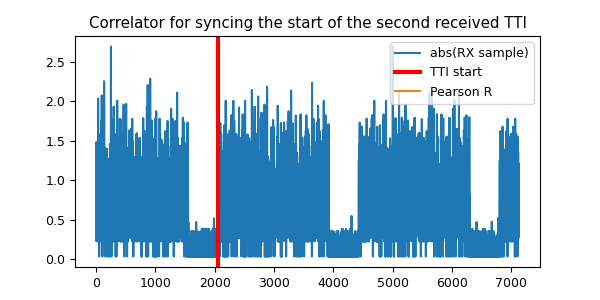 Correlator for syncing the start of the second received TTI
2.5
2.0
1.5
1.0
0.5
0.0
abs(RX sample)
TTI start
Pearson R
0 1000 2000 3000 4000 5000 6000 7000